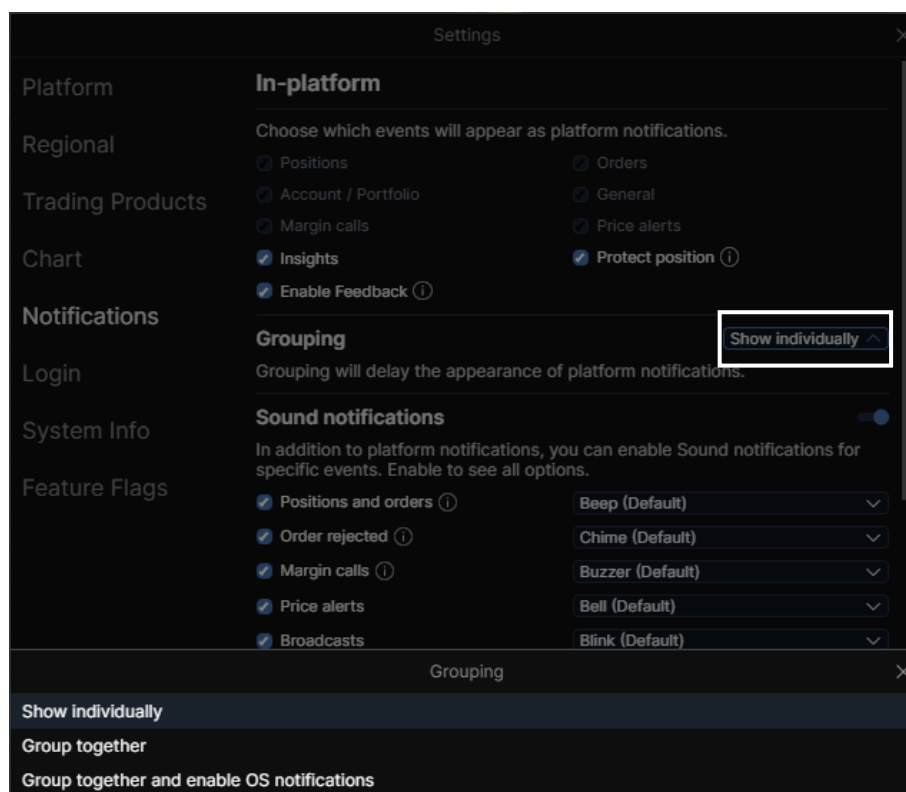 Settings
Platform
Regional
Trading Products
Chart
Notifications
Login
System Info
Feature Flags
In-platform
Choose which events will appear as platform notifications.
Positions
Orders
Account / Portfolio
General
Margin calls
Price alerts
Insights
Protect position
Enable Feedback
Grouping
Show individually
Grouping will delay the appearance of platform notifications.
Sound notifications
In addition to platform notifications, you can enable Sound notifications for
specific events. Enable to see all options.
Positions and orders
Beep (Default)
Order rejected
Chime (Default)
Margin calls
Buzzer (Default)
Price alerts
Bell (Default)
Broadcasts
Blink (Default)
Grouping
Show individually
Group together
Group together and enable OS notifications